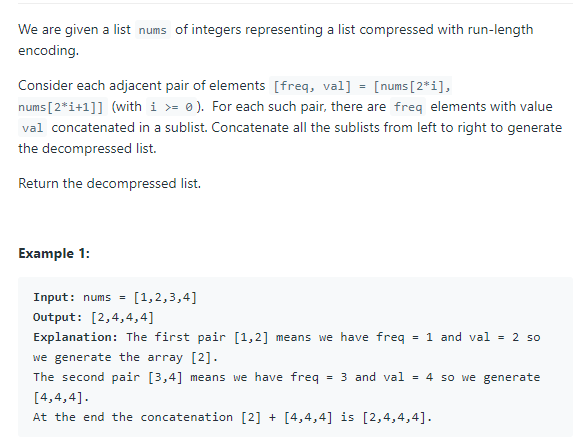 We are given a list nums of integers representing a list compressed with run-length
encoding.
Consider each adjacent pair of elements [freq, val] = [nums[2*i],
nums[2*i+1]] (with i >= 0). For each such pair, there are freq elements with value
val concatenated in a sublist. Concatenate all the sublists from left to right to generate
the decompressed list.
Return the decompressed list.
Example 1:
Input: nums = [1,2,3,4]
Output: [2,4,4,4]
Explanation: The first pair [1,2] means we have freq = 1 and val = 2 so
we generate the array [2].
The second pair [3,4] means we have freq = 3 and val = 4 so we generate
[4,4,4].
At the end the concatenation [2] + [4,4,4] is [2,4,4,4].